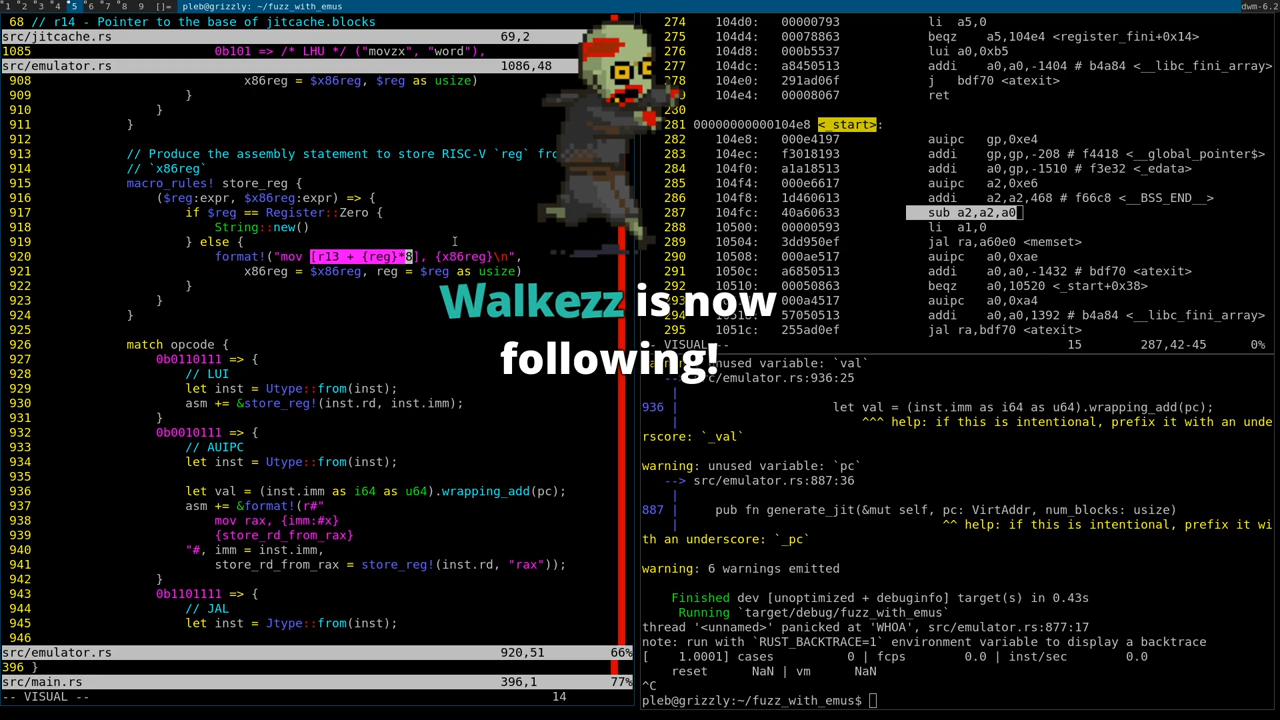 1 2 3 4 5 6 7 8 9 []= pleb@grizzly: ~/fuzz_with_emus dwm-6.2
68 // r14 - Pointer to the base of jitcache.blocks
src/jitcache.rs 69,2
1085 0b101 => /* LHU */ ("movzx", "word"),
src/emulator.rs 1086,48
908 x86reg = $x86reg, $reg as usize)
909 }
910 }
911 }
912
913 // Produce the assembly statement to store RISC-V `reg` fro
914 // `x86reg`
915 macro_rules! store_reg {
916 ($reg:expr, $x86reg:expr) => {
917 if $reg == Register::Zero {
918 String::new()
919 } else {
920 format!("mov [r13 + {reg}*8], {x86reg}\n",
921 x86reg = $x86reg, reg = $reg as usize)
922 }
923 }
924 }
925
926 match opcode {
927 0b0110111 => {
928 // LUI
929 let inst = Utype::from(inst);
930 asm += &store_reg!(inst.rd, inst.imm);
931 }
932 0b0010111 => {
933 // AUIPC
934 let inst = Utype::from(inst);
935
936 let val = (inst.imm as i64 as u64).wrapping_add(pc);
937 asm += &format!(r#"
938 mov rax, {imm:#x}
939 {store_rd_from_rax}
940 "#, imm = inst.imm,
941 store_rd_from_rax = store_reg!(inst.rd, "rax"));
942 }
943 0b1101111 => {
944 // JAL
945 let inst = Jtype::from(inst);
946
src/emulator.rs 920,51 66%
396 }
src/main.rs 396,1 77%
-- VISUAL -- 14
Walkezz is now
following!
274 104d0: 00000793 li a5,0
275 104d4: 00078863 beqz a5,104e4 <register_fini+0x14>
276 104d8: 000b5537 lui a0,0xb5
277 104dc: a8450513 addi a0,a0,-1404 # b4a84 <__libc_fini_array>
278 104e0: 291ad06f j bdf70 <atexit>
279 104e4: 00008067 ret
280
281 00000000000104e8 <_start>:
282 104e8: 000e4197 auipc gp,0xe4
283 104ec: f3018193 addi gp,gp,-208 # f4418 <__global_pointer$>
284 104f0: a1a18513 addi a0,gp,-1510 # f3e32 <_edata>
285 104f4: 000e6617 auipc a2,0xe6
286 104f8: 1d460613 addi a2,a2,468 # f66c8 <__BSS_END__>
287 104fc: 40a60633 sub a2,a2,a0
288 10500: 00000593 li a1,0
289 10504: 3dd950ef jal ra,a60e0 <memset>
290 10508: 000ae517 auipc a0,0xae
291 1050c: a6850513 addi a0,a0,-1432 # bdf70 <atexit>
292 10510: 00050863 beqz a0,10520 <_start+0x38>
293 10514: 000a4517 auipc a0,0xa4
294 10518: 57050513 addi a0,a0,1392 # b4a84 <__libc_fini_array>
295 1051c: 255ad0ef jal ra,bdf70 <atexit>
-- VISUAL -- 15 287,42-45 0%
unused variable: `val`
src/emulator.rs:936:25
|
936 | let val = (inst.imm as i64 as u64).wrapping_add(pc);
| ^^^ help: if this is intentional, prefix it with an unde
rscore: `_val`
warning: unused variable: `pc`
--> src/emulator.rs:887:36
|
887 | pub fn generate_jit(&mut self, pc: VirtAddr, num_blocks: usize)
| ^^ help: if this is intentional, prefix it wi
th an underscore: `_pc`
warning: 6 warnings emitted
Finished dev [unoptimized + debuginfo] target(s) in 0.43s
Running `target/debug/fuzz_with_emus`
thread '<unnamed>' panicked at 'WHOA', src/emulator.rs:877:17
note: run with `RUST_BACKTRACE=1` environment variable to display a backtrace
[ 1.0001] cases 0 | fcps 0.0 | inst/sec 0.0
reset NaN | vm NaN
^C
pleb@grizzly:~/fuzz_with_emus$